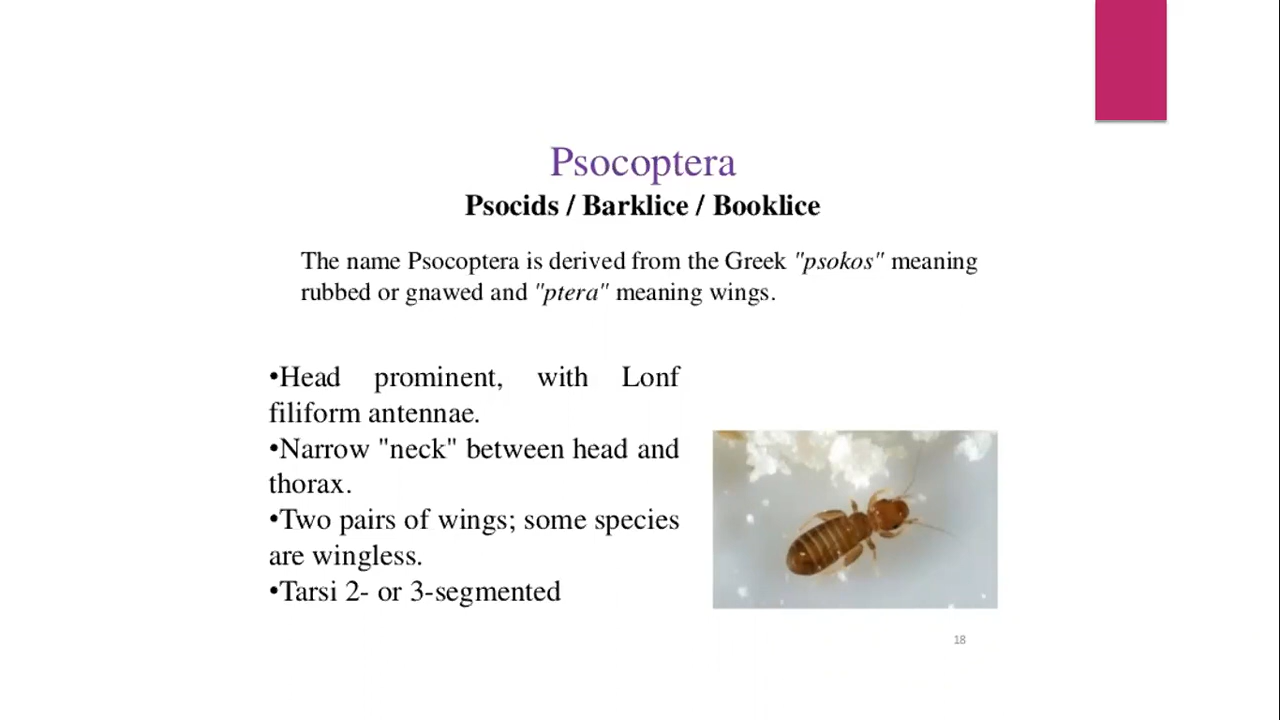 Psocoptera
Psocids / Barklice / Booklice
The name Psocoptera is derived from the Greek "psokos" meaning
rubbed or gnawed and "ptera" meaning wings.
•Head prominent, with Lonf
filiform antennae.
•Narrow "neck" between head and
thorax.
•Two pairs of wings; some species
are wingless.
•Tarsi 2- or 3-segmented
18